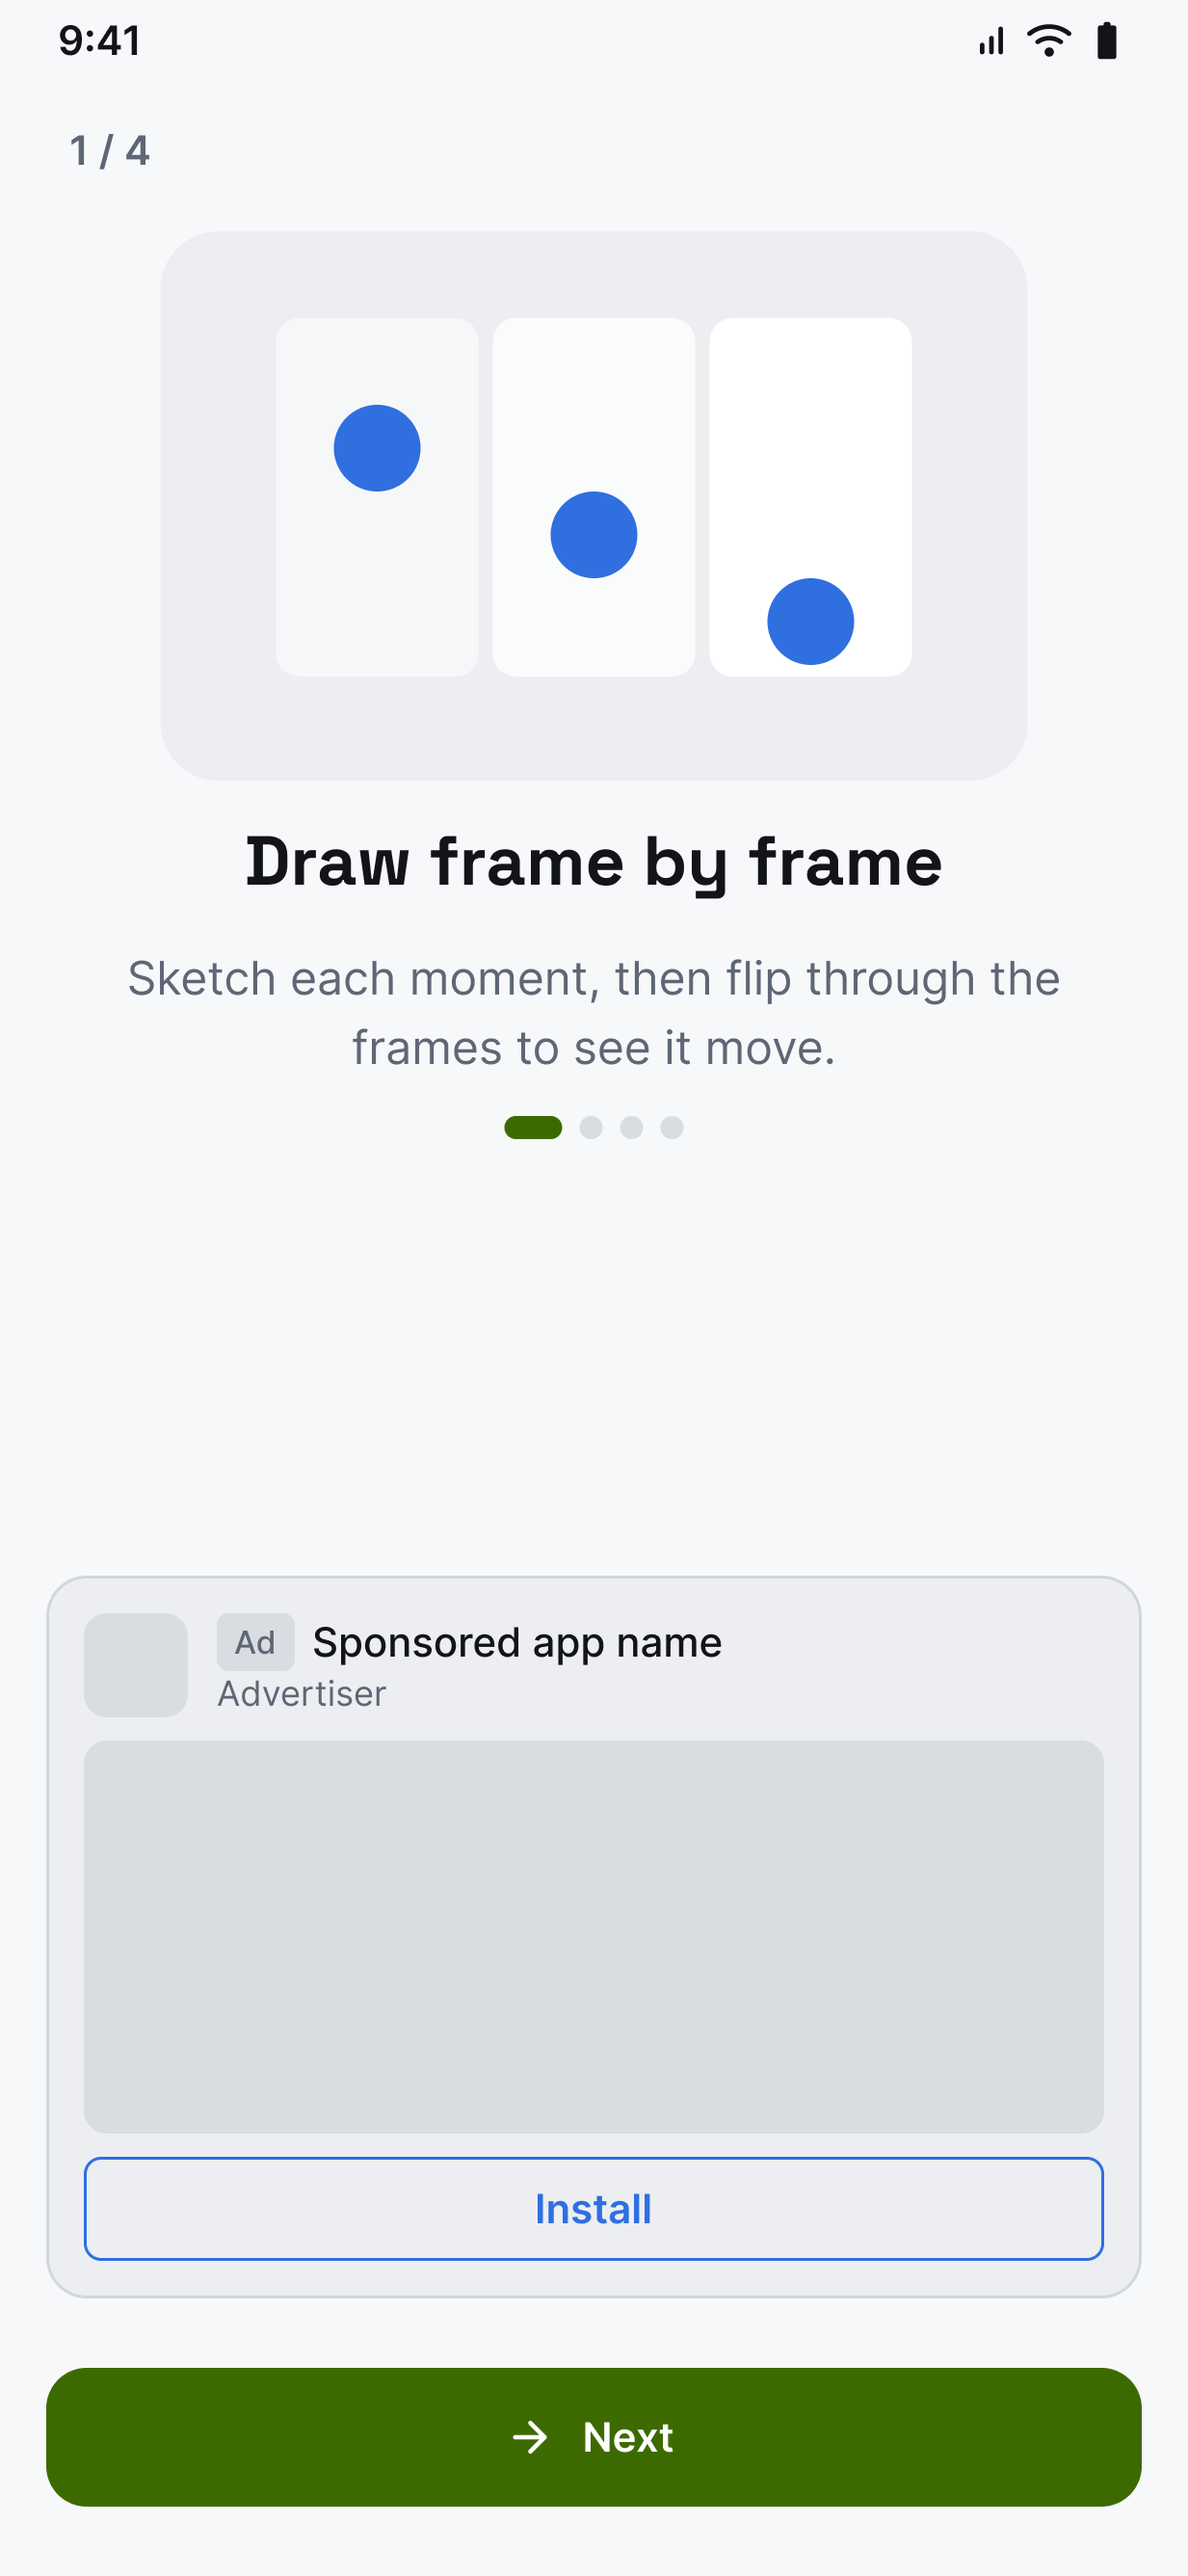 9:41
1 / 4
Draw frame by frame
Sketch each moment, then flip through the
frames to see it move.
Ad Sponsored app name
Advertiser
Install
Next